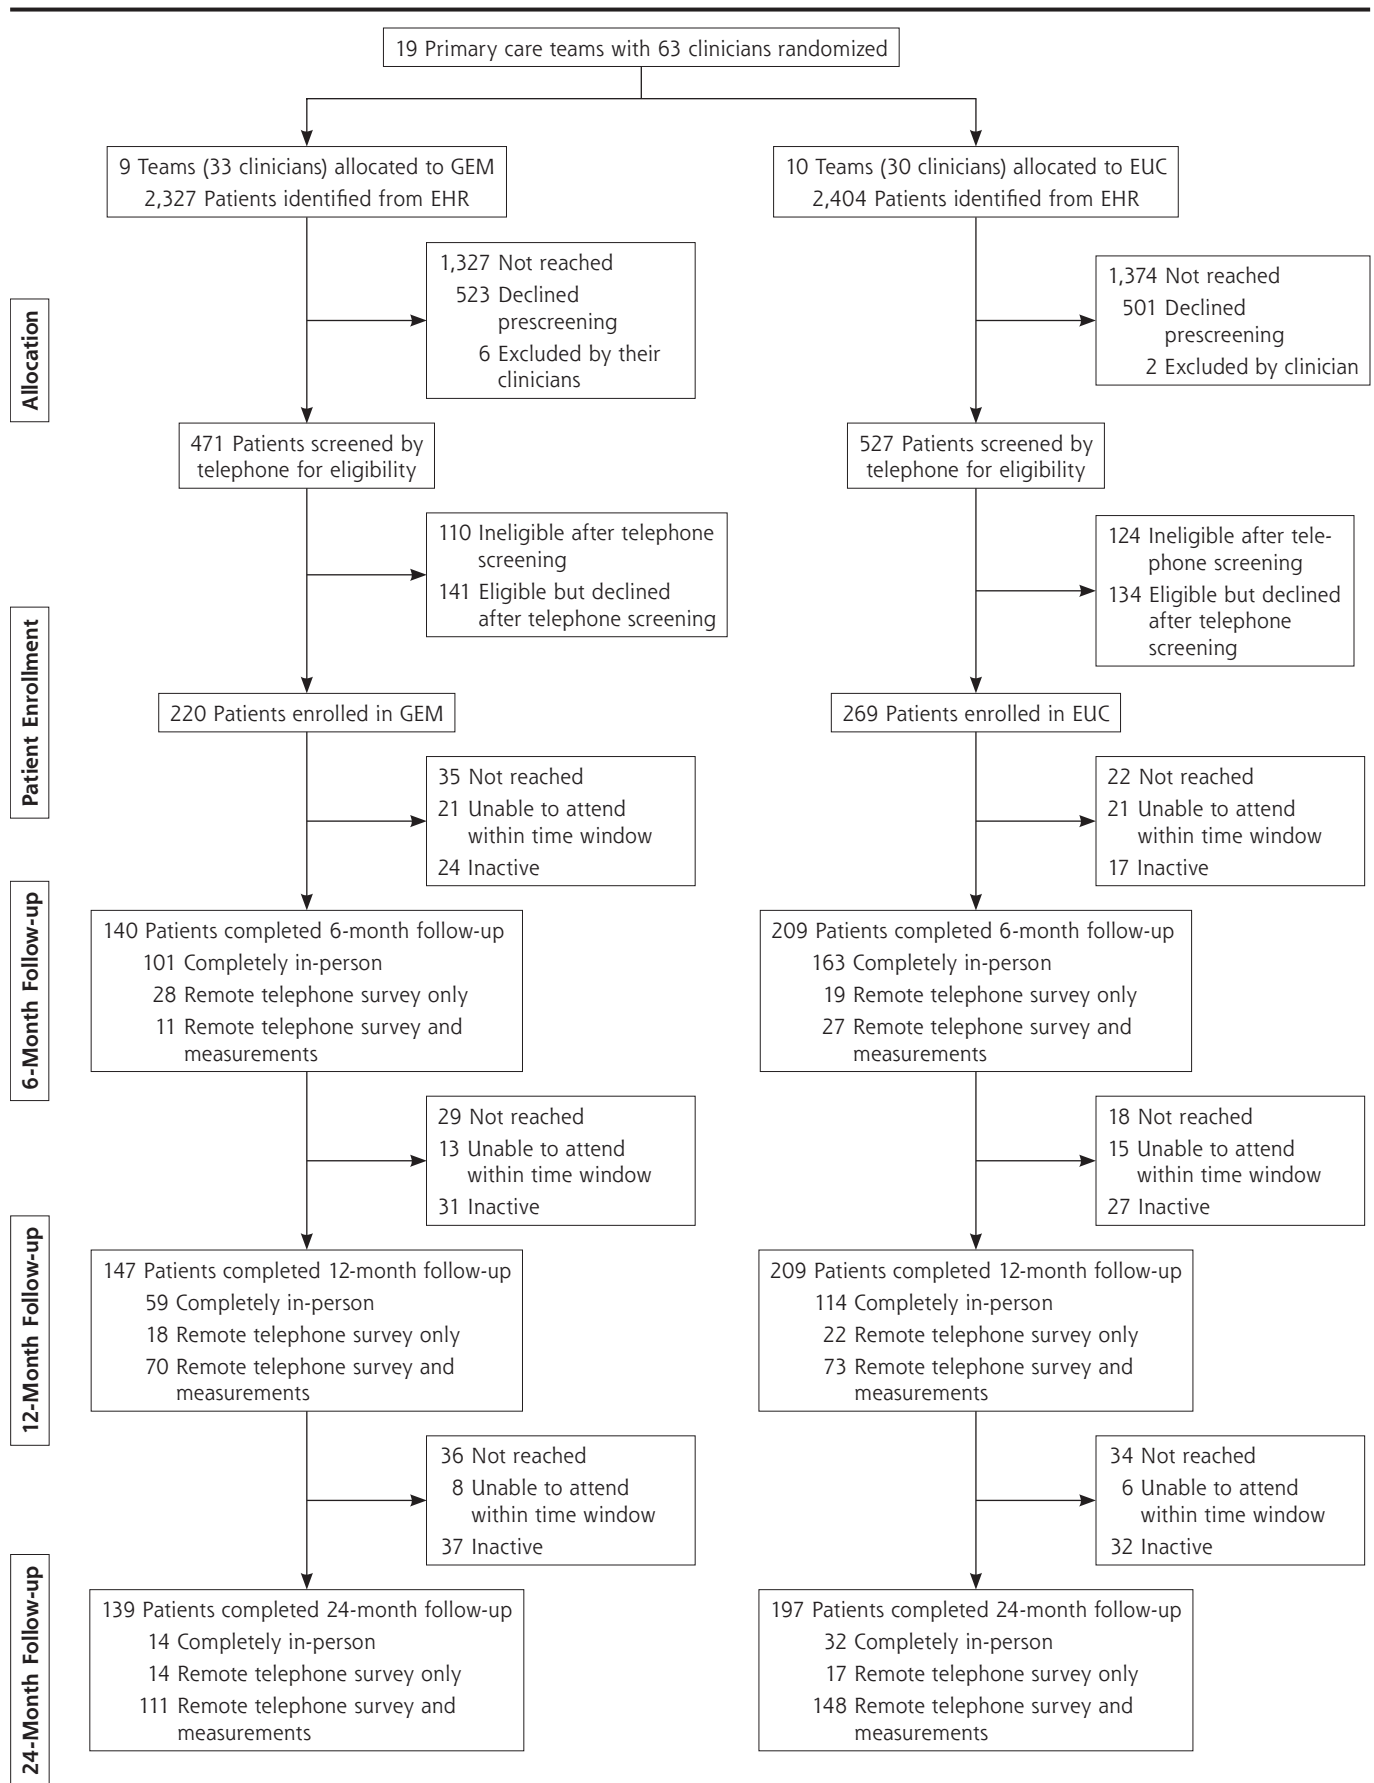 19 Primary care teams with 63 clinicians randomized
9 Teams (33 clinicians) allocated to GEM
2,327 Patients identified from EHR
10 Teams (30 clinicians) allocated to EUC
2,404 Patients identified from EHR
Allocation
1,327 Not reached
523 Declined
prescreening
6 Excluded by their
clinicians
1,374 Not reached
501 Declined
prescreening
2 Excluded by clinician
471 Patients screened by
telephone for eligibility
527 Patients screened by
telephone for eligibility
Patient Enrollment
110 Ineligible after telephone
screening
141 Eligible but declined
after telephone screening
124 Ineligible after tele-
phone screening
134 Eligible but declined
after telephone
screening
220 Patients enrolled in GEM
269 Patients enrolled in EUC
35 Not reached
21 Unable to attend
within time window
24 Inactive
22 Not reached
21 Unable to attend
within time window
17 Inactive
6-Month Follow-up
140 Patients completed 6-month follow-up
101 Completely in-person
28 Remote telephone survey only
11 Remote telephone survey and
measurements
209 Patients completed 6-month follow-up
163 Completely in-person
19 Remote telephone survey only
27 Remote telephone survey and
measurements
29 Not reached
13 Unable to attend
within time window
31 Inactive
18 Not reached
15 Unable to attend
within time window
27 Inactive
12-Month Follow-up
147 Patients completed 12-month follow-up
59 Completely in-person
18 Remote telephone survey only
70 Remote telephone survey and
measurements
209 Patients completed 12-month follow-up
114 Completely in-person
22 Remote telephone survey only
73 Remote telephone survey and
measurements
36 Not reached
8 Unable to attend
within time window
37 Inactive
34 Not reached
6 Unable to attend
within time window
32 Inactive
24-Month Follow-up
139 Patients completed 24-month follow-up
14 Completely in-person
14 Remote telephone survey only
111 Remote telephone survey and
measurements
197 Patients completed 24-month follow-up
32 Completely in-person
17 Remote telephone survey only
148 Remote telephone survey and
measurements